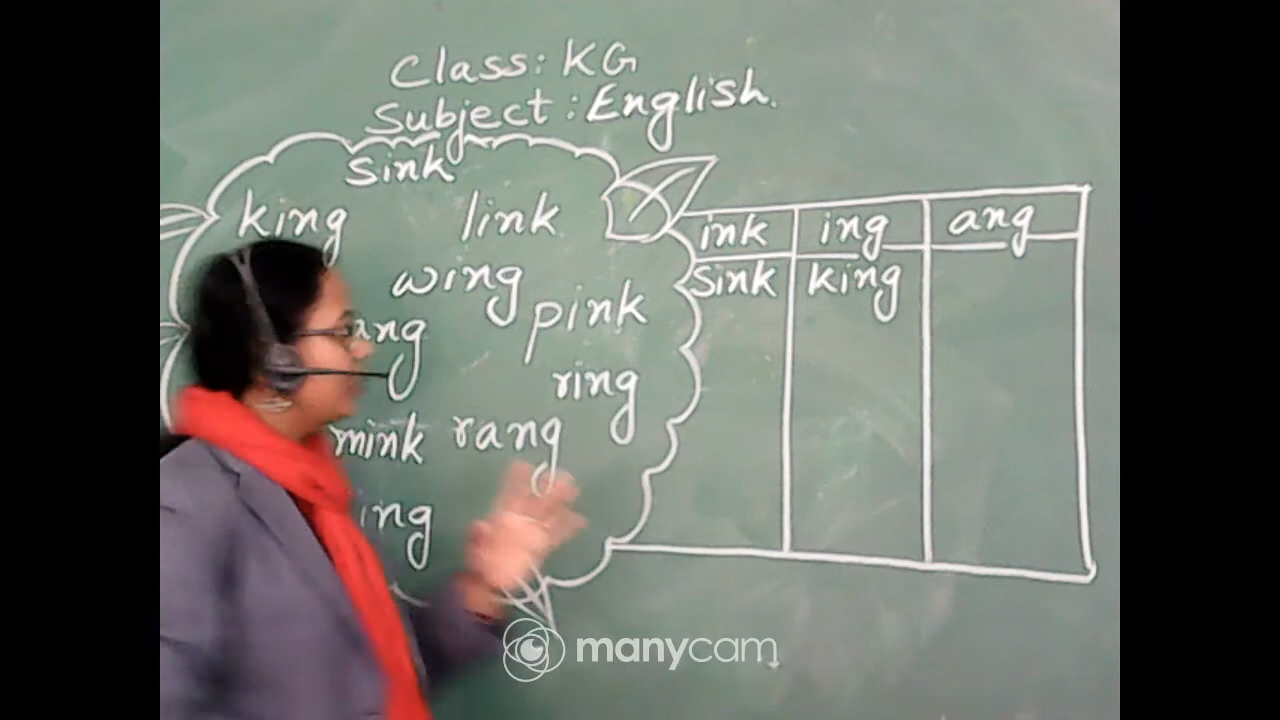 Class: KG
Subject: English.
sink
king link
wing
pink
ring
mink rang
ink ing ang
sink king
manycam